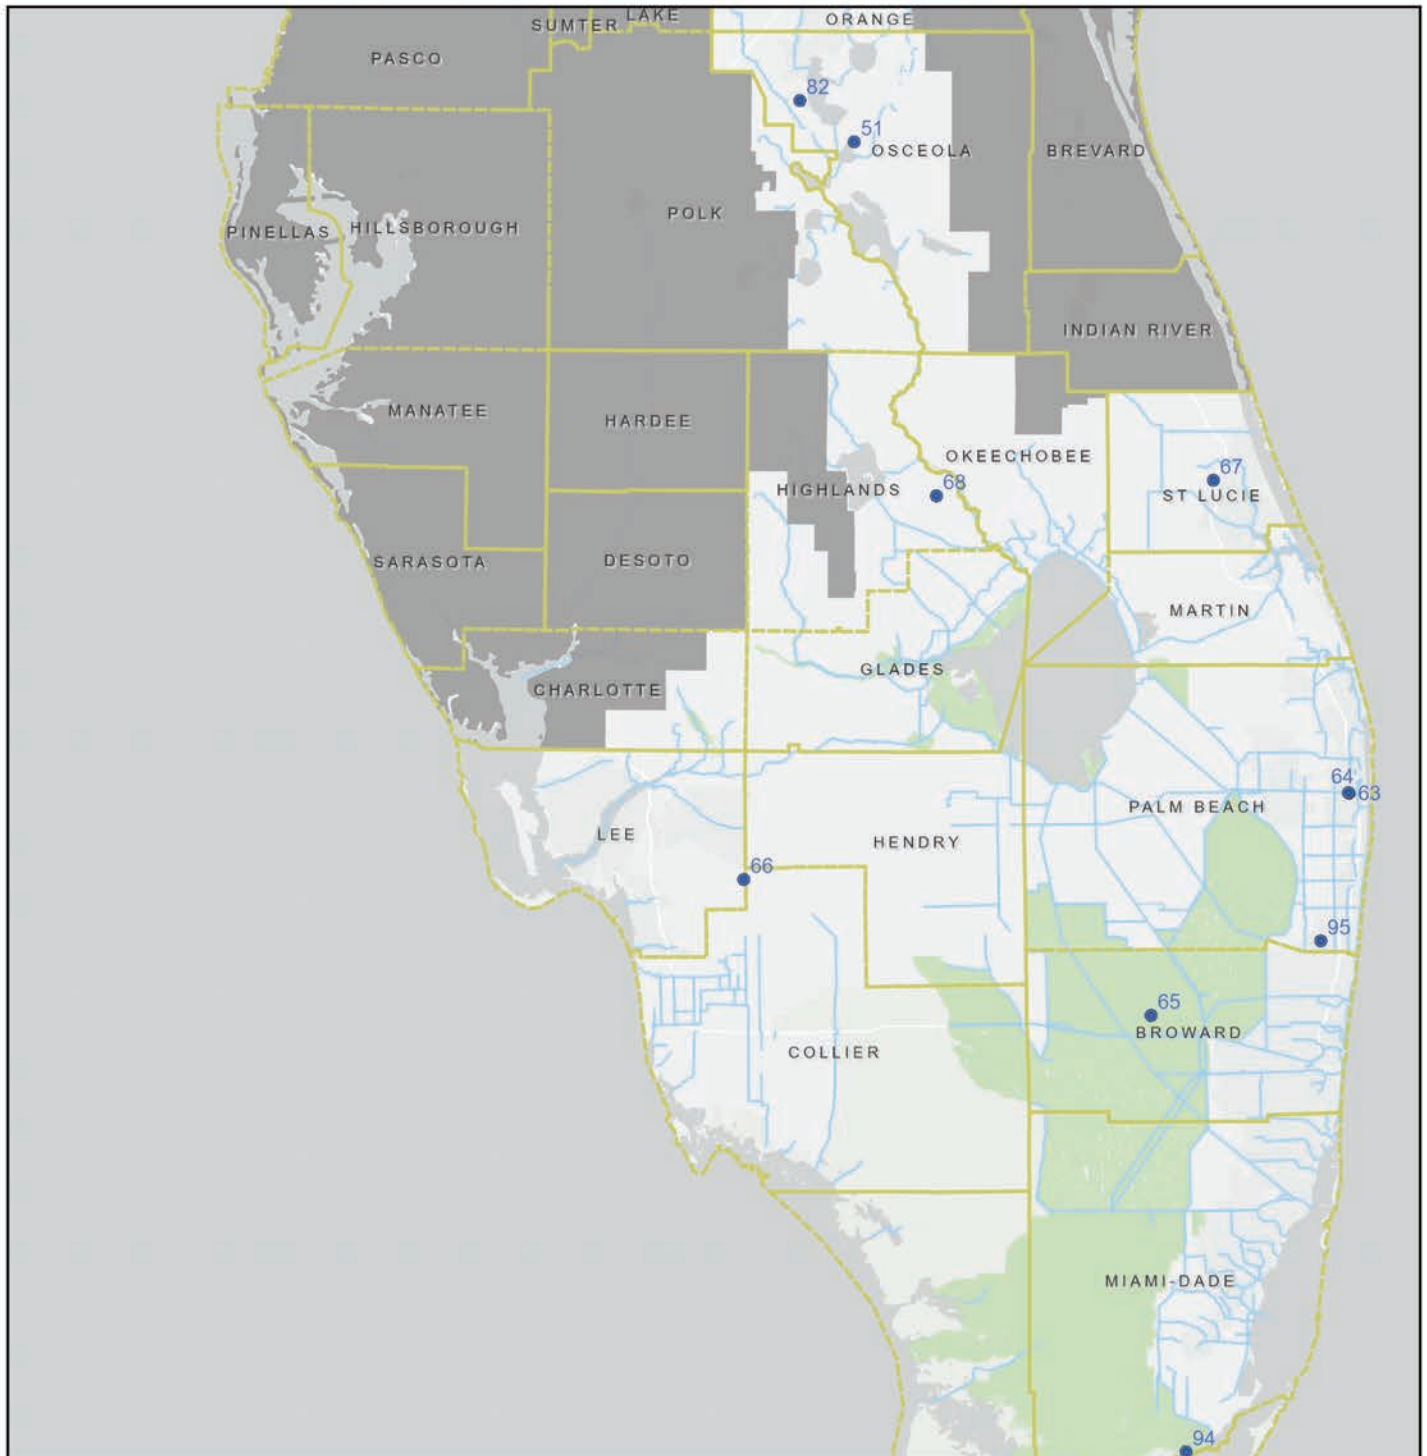 LAKE
SUMTER
ORANGE
PASCO
82
51
OSCEOLA
BREVARD
POLK
PINELLAS
HILLSBOROUGH
INDIAN RIVER
MANATEE
HARDEE
OKEECHOBEE
67
HIGHLANDS
68
ST LUCIE
SARASOTA
DESOTO
MARTIN
GLADES
CHARLOTTE
64
63
PALM BEACH
LEE
HENDRY
66
95
65
BROWARD
COLLIER
MIAMI-DADE
94